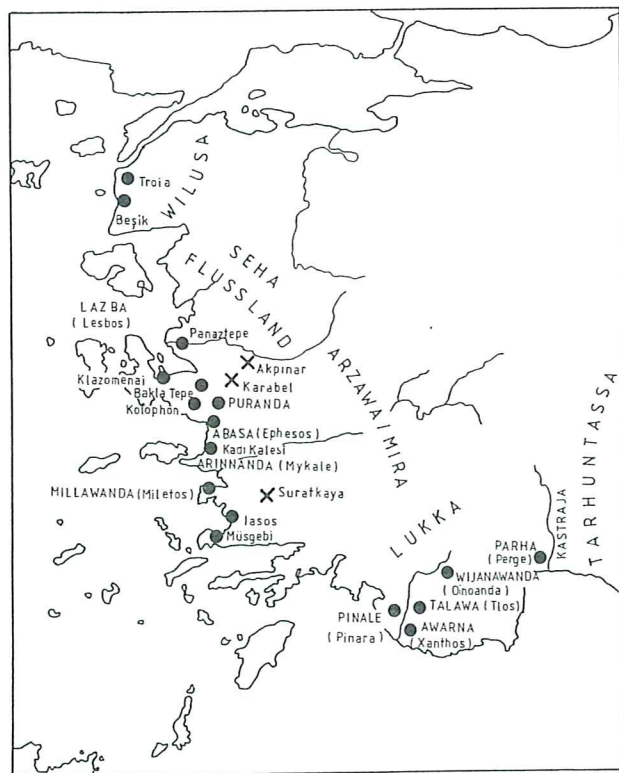 Troia
Beşik
WILUSA
SEHA
FLUSSLAND
LAZBA
(Lesbos)
Panaztepe
Akpınar
Klazomenai
Karabel
Bakla Tepe
Kolophon
PURANDA
ARZAWA/MIRA
ABASA (Ephesos)
Kadı Kalesi
ARINNANDA (Mykale)
MILLAWANDA (Miletos)
Suratkaya
Iasos
Müsgebi
LUKKA
TARHUNTASSA
KASTRAJA
PARHA
(Perge)
WIJANAWANDA
(Oinoanda)
PINALE
(Pinara)
TALAWA (Tlos)
AWARNA
(Xanthos)